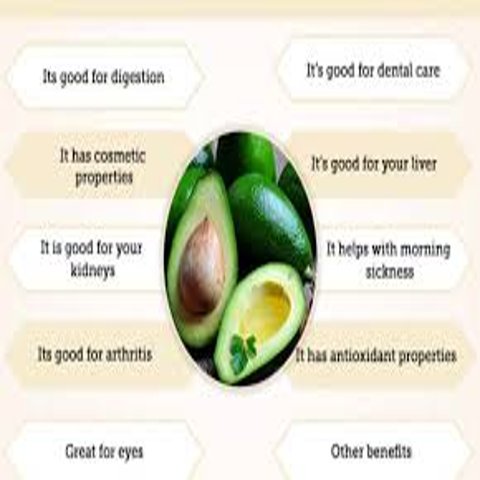 Its good for digestion
It's good for dental care
It has cosmetic
properties
It's good for your liver
It is good for your
kidneys
It helps with morning
sickness
Its good for arthritis
It has antioxidant properties
Great for eyes
Other benefits